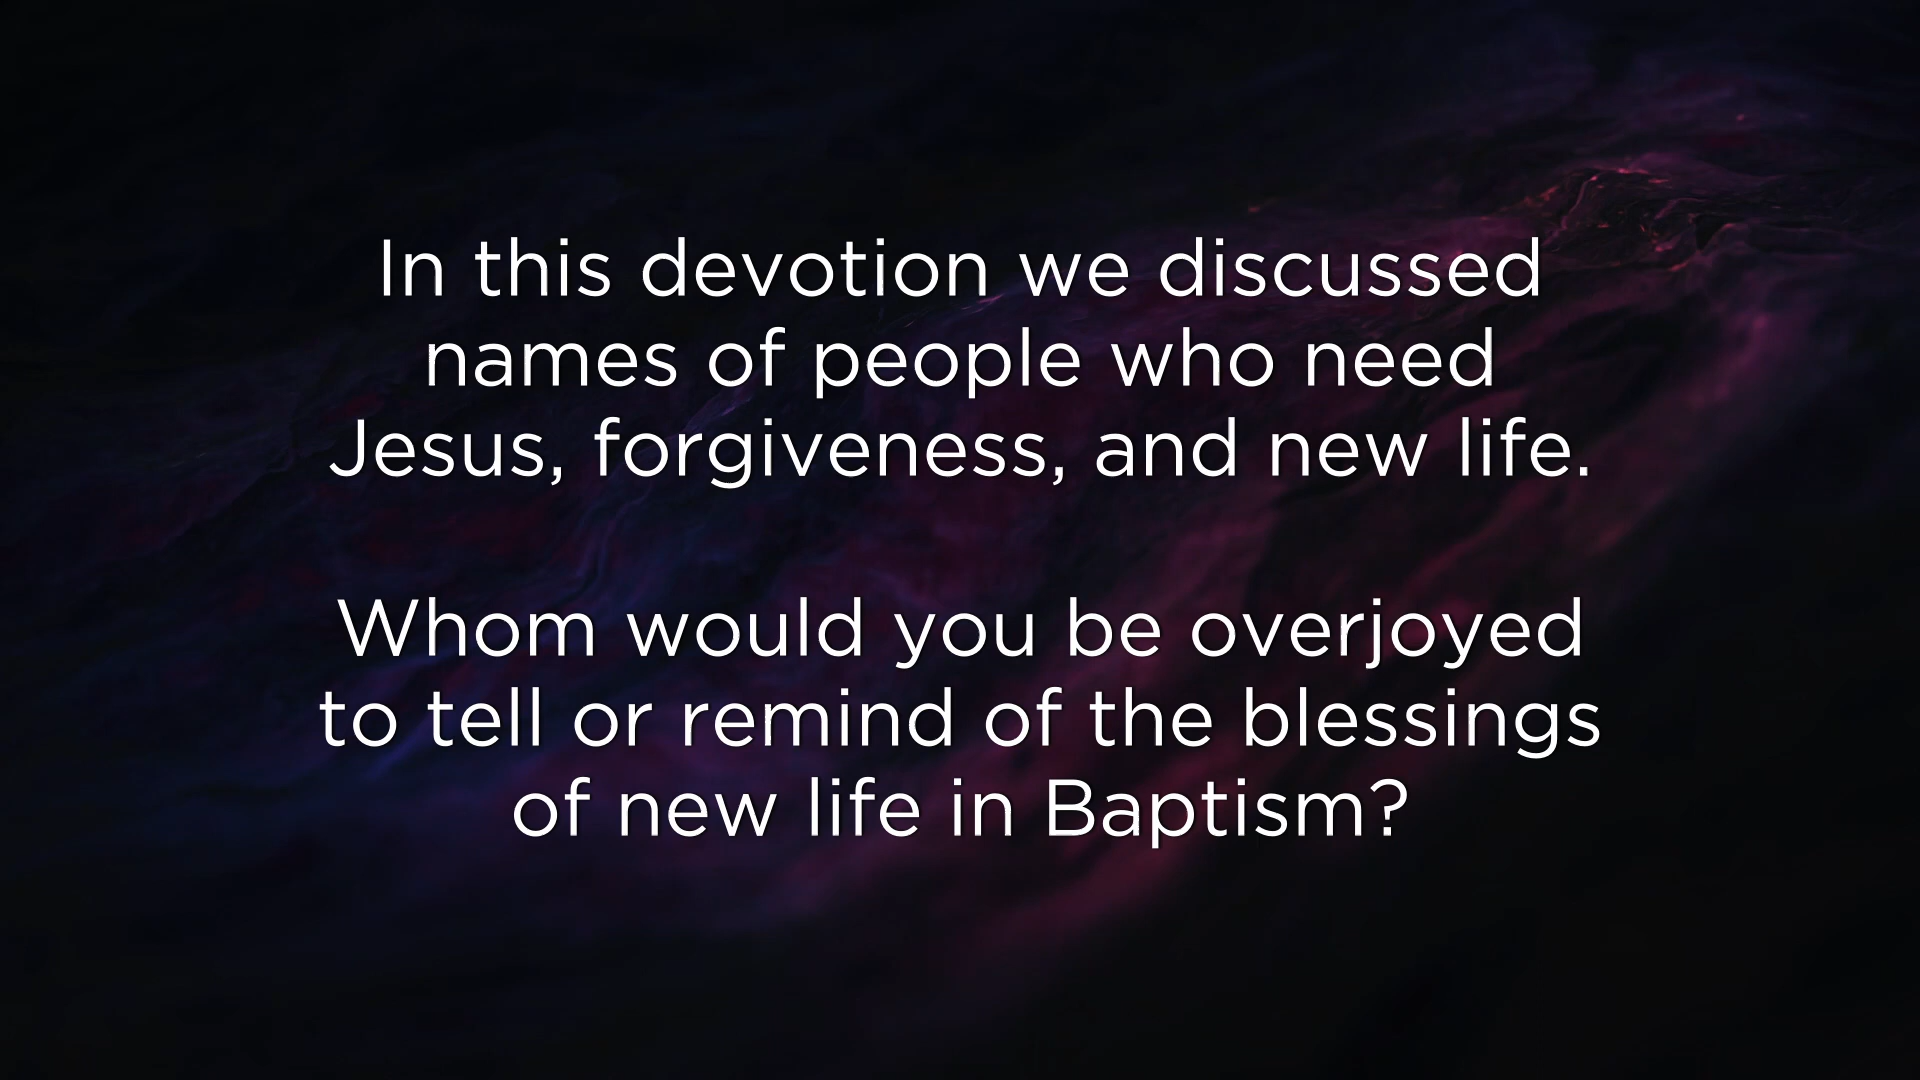 In this devotion we discussed
names of people who need
Jesus, forgiveness, and new life.
Whom would you be overjoyed
to tell or remind of the blessings
of new life in Baptism?